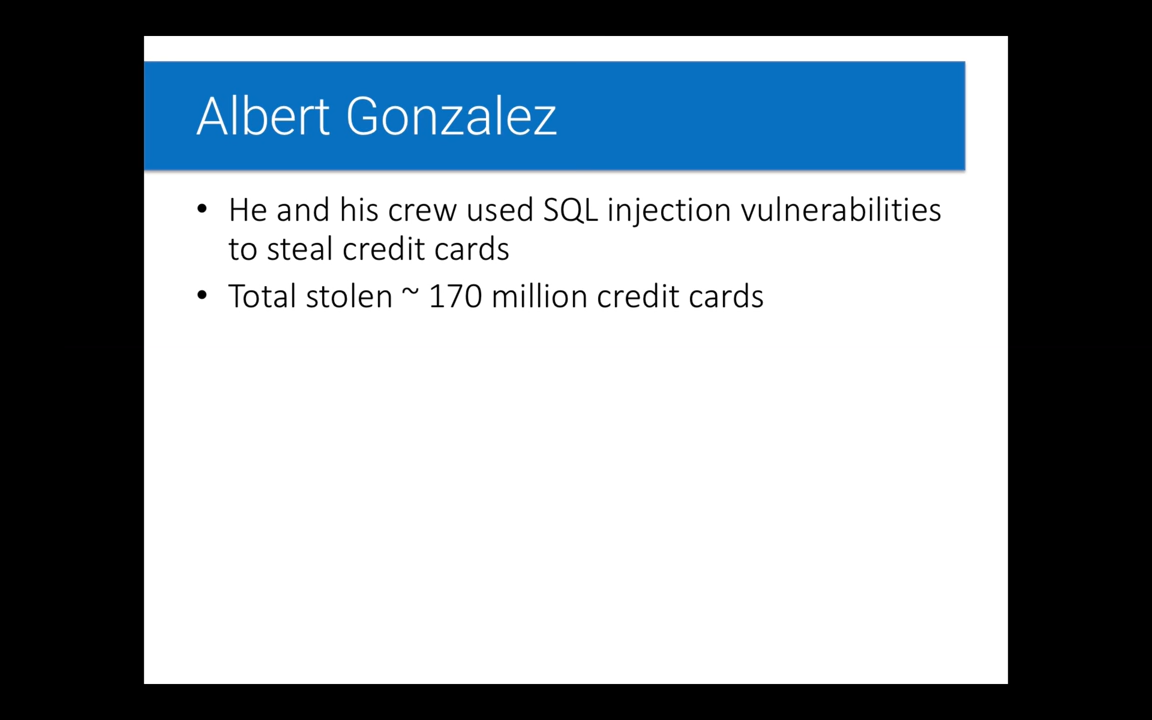 Albert Gonzalez
• He and his crew used SQL injection vulnerabilities
to steal credit cards
• Total stolen ~ 170 million credit cards